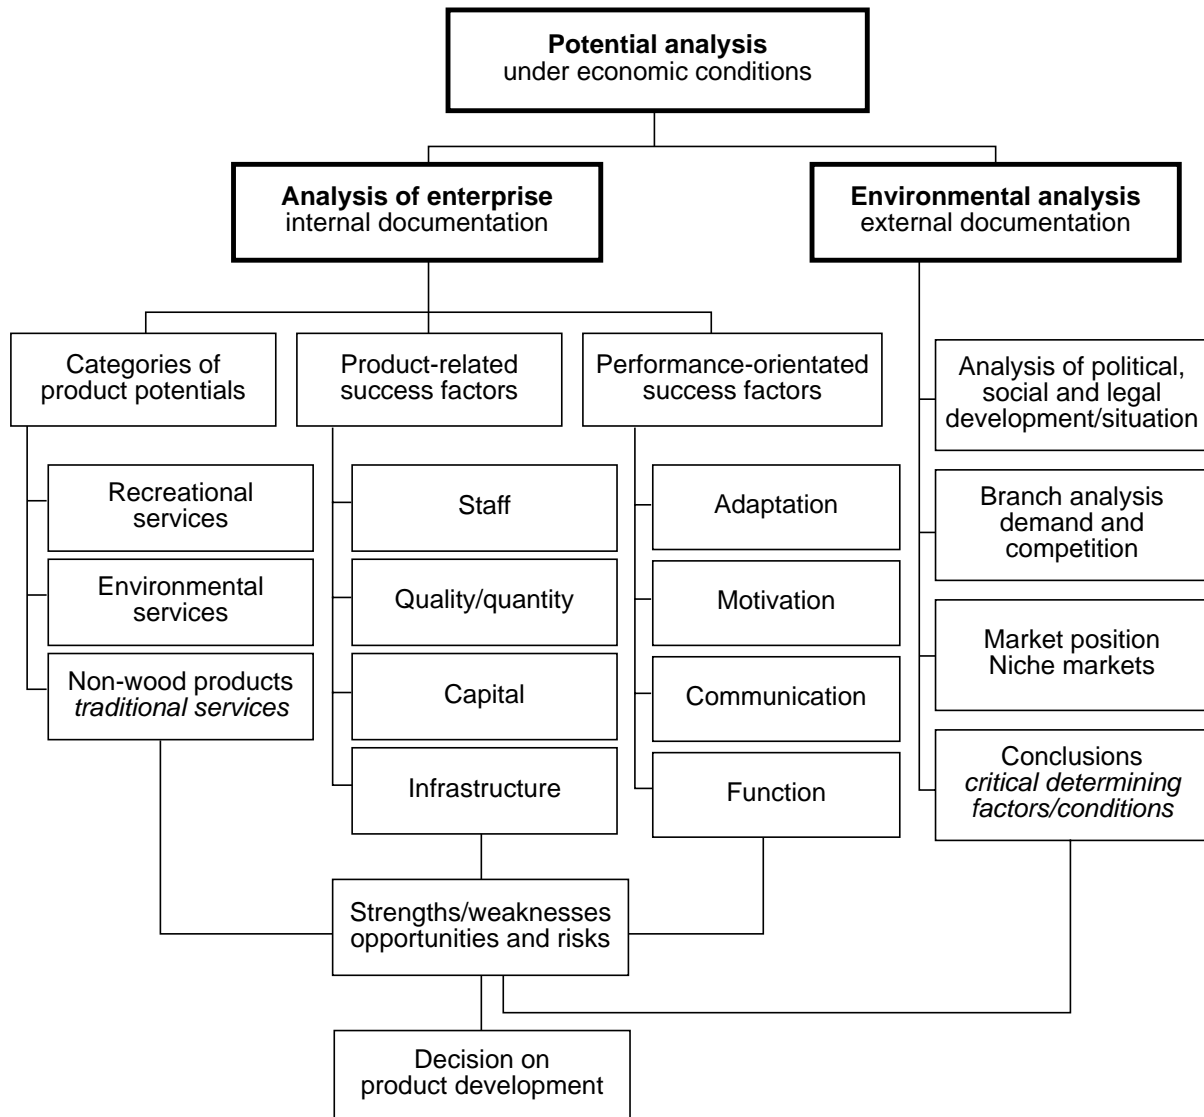 Potential analysis
under economic conditions
Analysis of enterprise
internal documentation
Environmental analysis
external documentation
Categories of
product potentials
Product-related
success factors
Performance-orientated
success factors
Analysis of political,
social and legal
development/situation
Recreational
services
Staff
Adaptation
Branch analysis
demand and
competition
Environmental
services
Quality/quantity
Motivation
Market position
Niche markets
Non-wood products
traditional services
Capital
Communication
Conclusions
critical determining
factors/conditions
Infrastructure
Function
Strengths/weaknesses
opportunities and risks
Decision on
product development